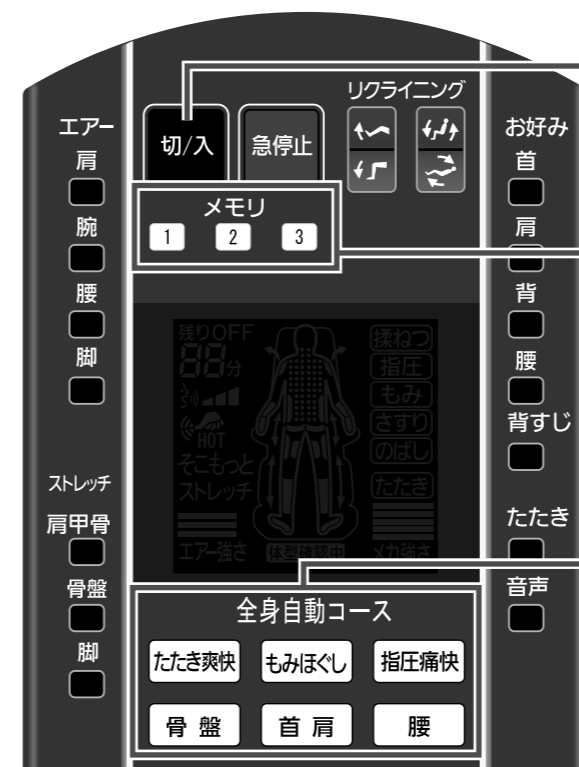 リクライニング
切/入
急停止
メモリ
1 2 3
エアー
肩
腕
腰
脚
ストレッチ
肩甲骨
骨盤
脚
残りOFF
88分
HOT
そこもっと
ストレッチ
エアー強さ
体型確認中
揉ねつ
指圧
もみ
さすり
のばし
たたき
メカ強さ
お好み
首
肩
背
腰
背すじ
たたき
音声
全身自動コース
たたき爽快 もみほぐし 指圧痛快
骨盤 首肩 腰